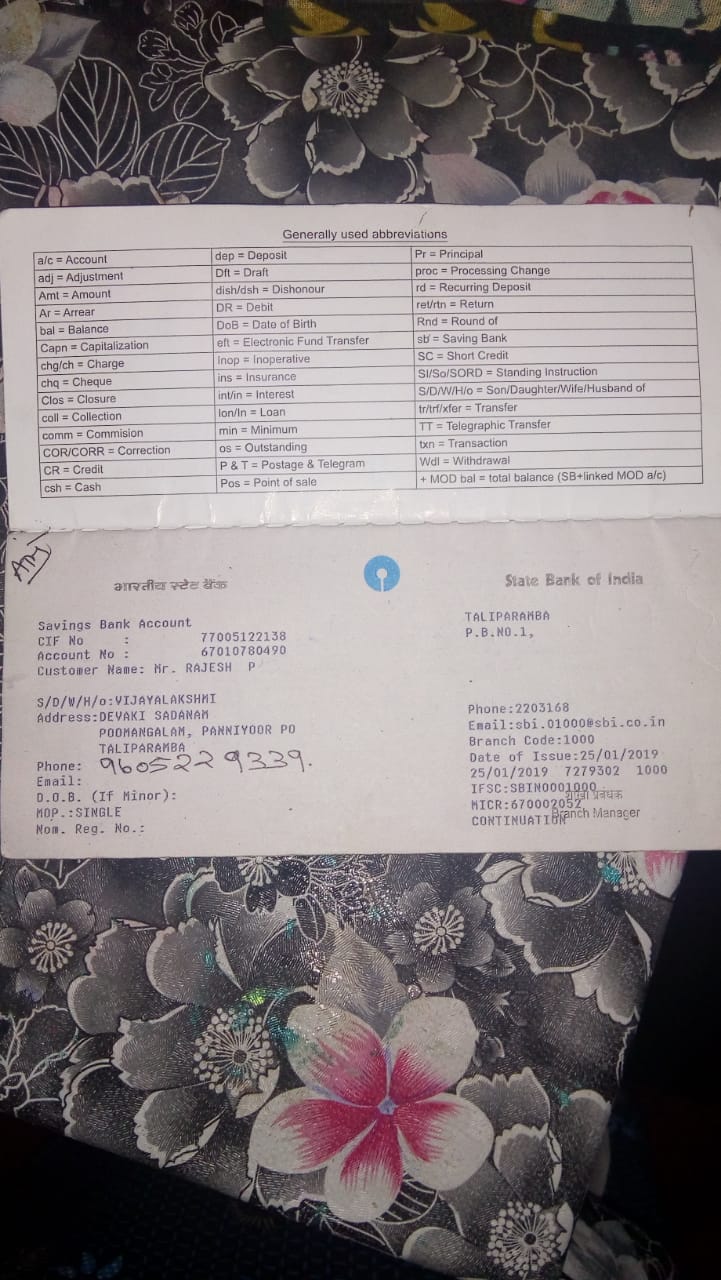 Generally used abbreviations
a/c = Account dep = Deposit Pr = Principal
adj = Adjustment Dft = Draft proc = Processing Change
Amt = Amount dish/dsh = Dishonour rd = Recurring Deposit
Ar = Arrear DR = Debit ret/rtn = Return
bal = Balance DoB = Date of Birth Rnd = Round of
Capn = Capitalization eft = Electronic Fund Transfer sb = Saving Bank
chg/ch = Charge Inop = Inoperative SC = Short Credit
chq = Cheque ins = Insurance SI/So/SORD = Standing Instruction
Clos = Closure int/in = Interest S/D/W/H/o = Son/Daughter/Wife/Husband of
coll = Collection lon/ln = Loan tr/trf/xfer = Transfer
comm = Commision min = Minimum TT = Telegraphic Transfer
COR/CORR = Correction os = Outstanding txn = Transaction
CR = Credit P & T = Postage & Telegram Wdl = Withdrawal
csh = Cash Pos = Point of sale + MOD bal = total balance (SB+linked MOD a/c)
भारतीय स्टेट बैंक State Bank of India
Savings Bank Account
CIF No : 77005122138
Account No : 67010780490
Customer Name: Mr. RAJESH P
S/D/W/H/o:VIJAYALAKSHMI
Address:DEVAKI SADANAM
POOMANGALAM, PANNIYOOR PO
TALIPARAMBA
Phone: 9605229339.
Email:
D.O.B. (If Minor):
MOP.:SINGLE
Nom. Reg. No.:
TALIPARAMBA
P.B.NO.1,
Phone:2203168
Email:sbi.01000@sbi.co.in
Branch Code:1000
Date of Issue:25/01/2019
25/01/2019 7279302 1000
IFSC:SBIN0001000
शाखा प्रबंधक
MICR:670002052
Branch Manager
CONTINUATION